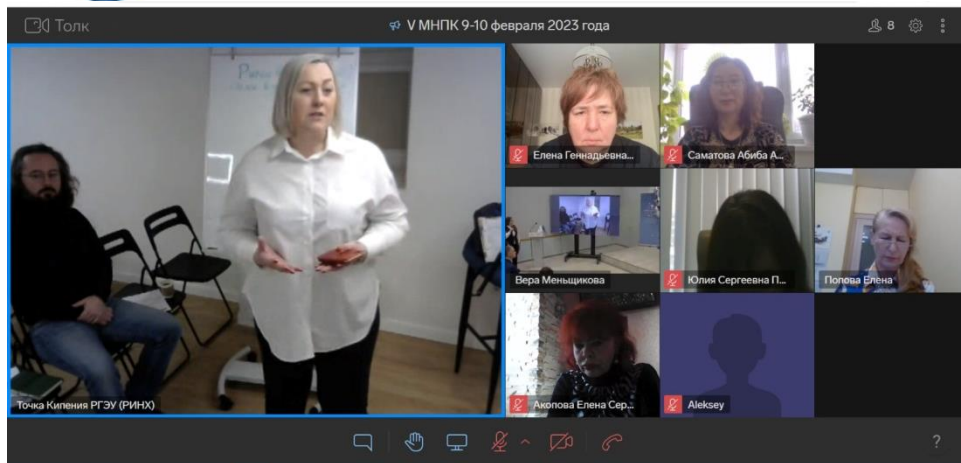 Толк
V МНПК 9-10 февраля 2023 года
8
Елена Геннадьевна...
Саматова Абиба А...
Вера Меньщикова
Юлия Сергеевна П...
Попова Елена
Точка Кипения РГЭУ (РИНХ)
Акопова Елена Сер...
Aleksey
?